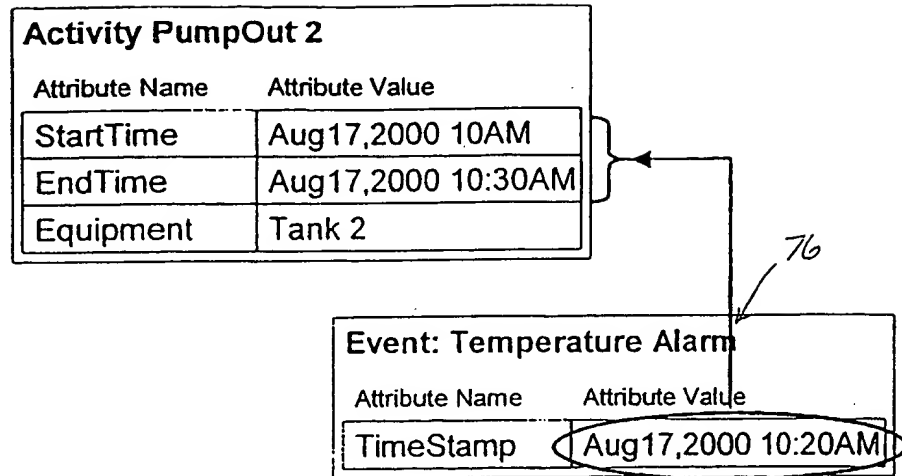 Activity PumpOut 2
Attribute Name Attribute Value
StartTime Aug17,2000 10AM
EndTime Aug17,2000 10:30AM
Equipment Tank 2
76
Event: Temperature Alarm
Attribute Name Attribute Value
TimeStamp Aug17,2000 10:20AM